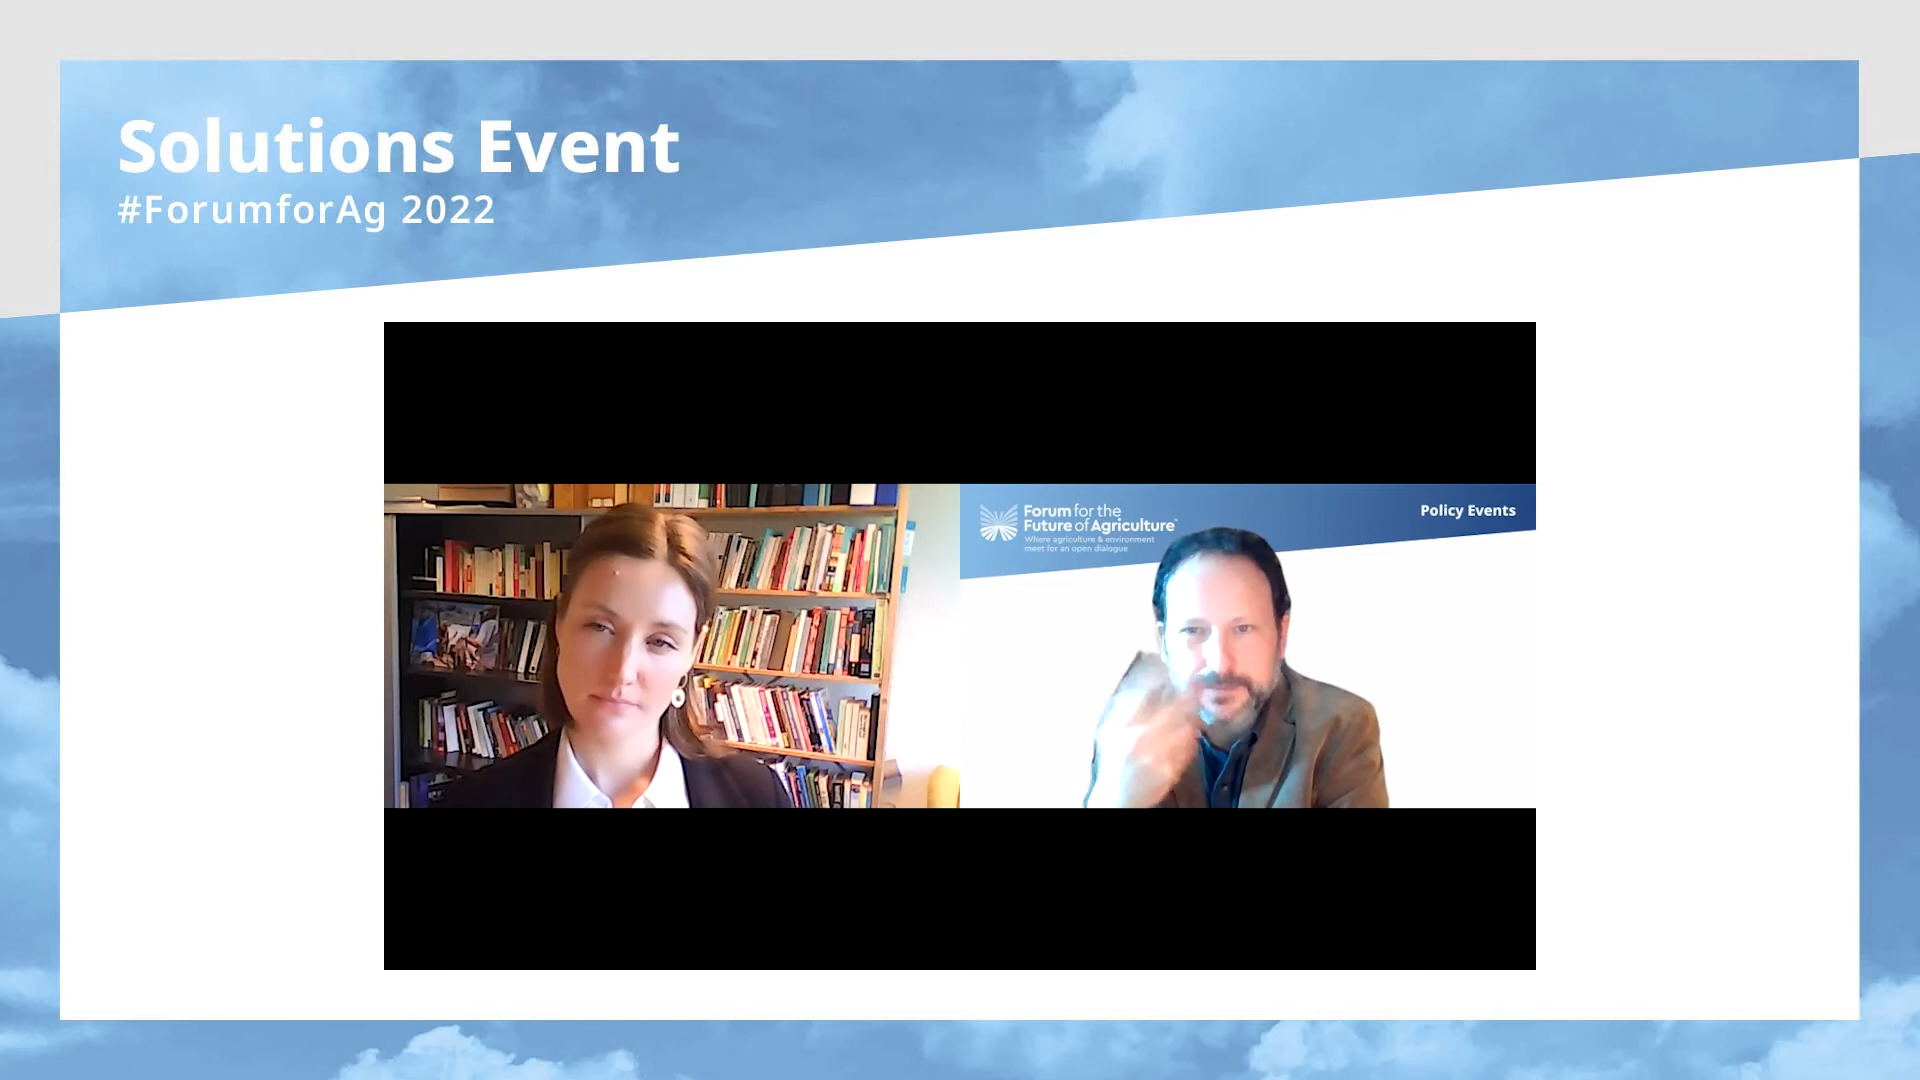 Solutions Event
#ForumforAg 2022
Forum for the
Future of Agriculture
Where agriculture & environment
meet for an open dialogue
Policy Events